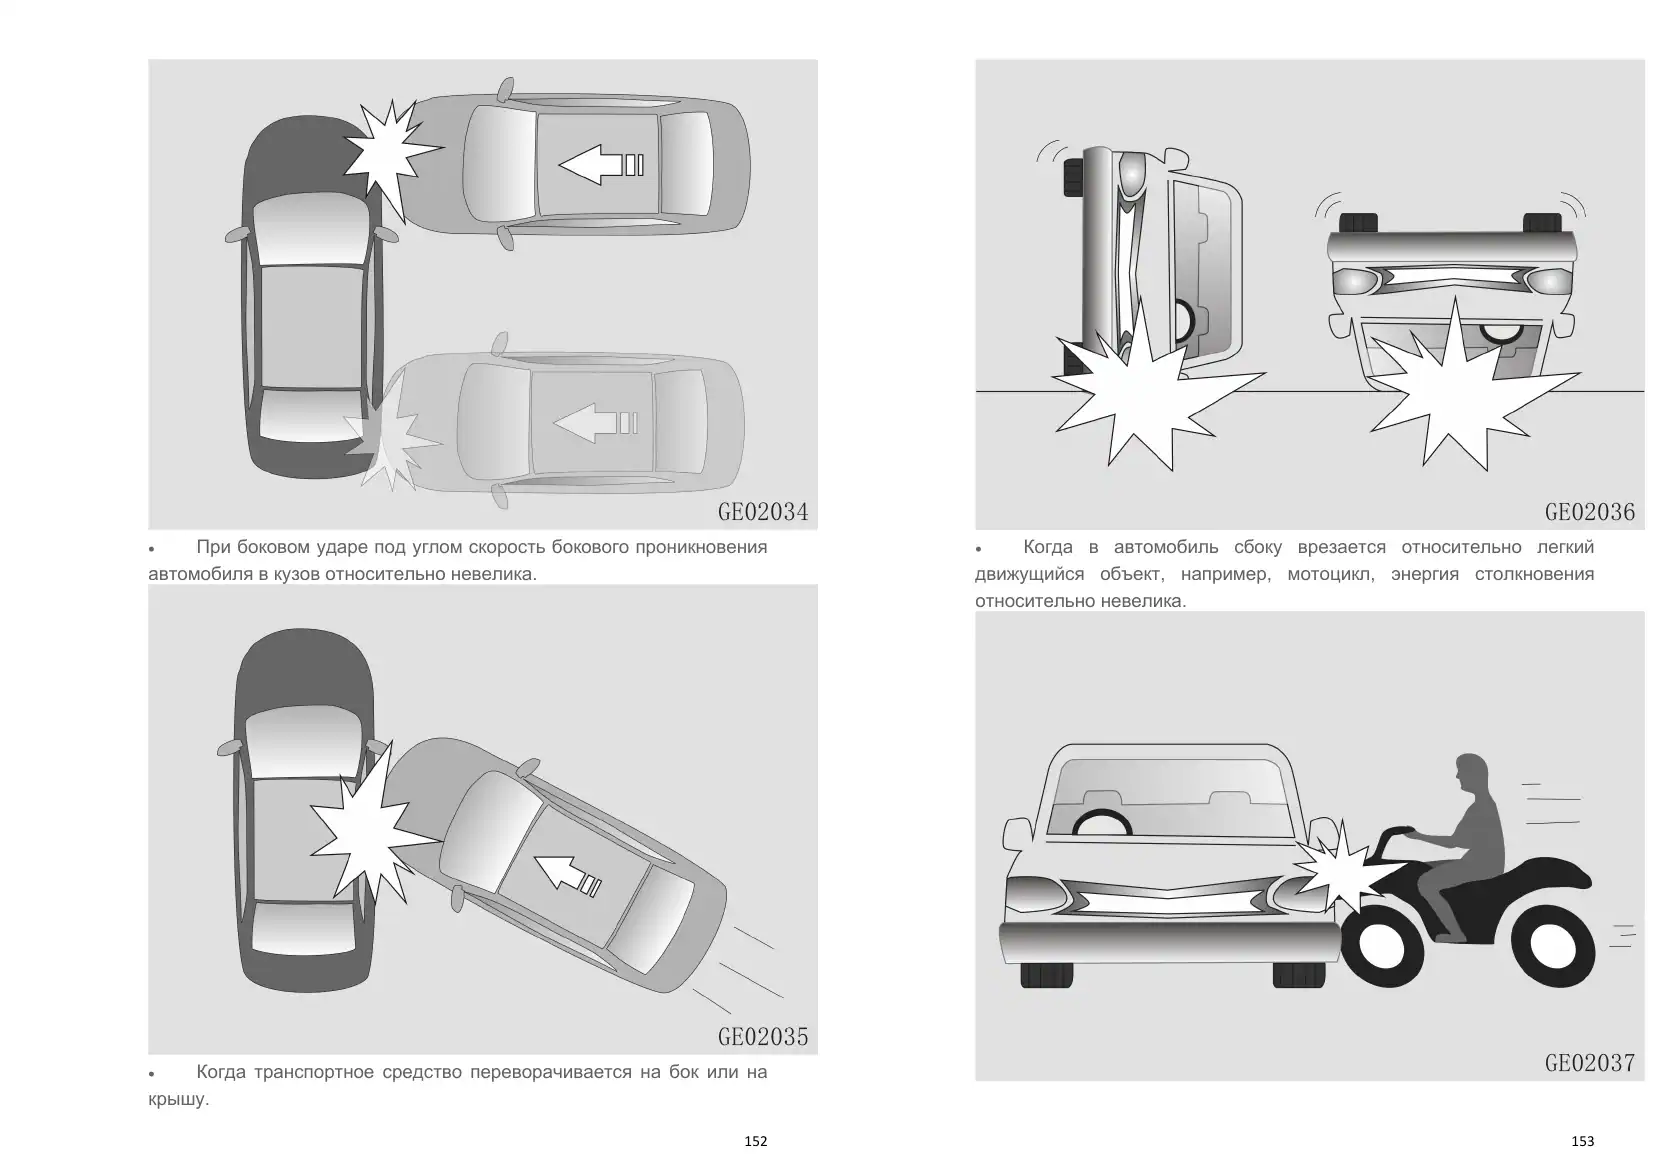 GE02034
• При боковом ударе под углом скорость бокового проникновения
автомобиля в кузов относительно невелика.
GE02035
• Когда транспортное средство переворачивается на бок или на
крышу.
152
GE02036
• Когда в автомобиль сбоку врезается относительно легкий
движущийся объект, например, мотоцикл, энергия столкновения
относительно невелика.
GE02037
153